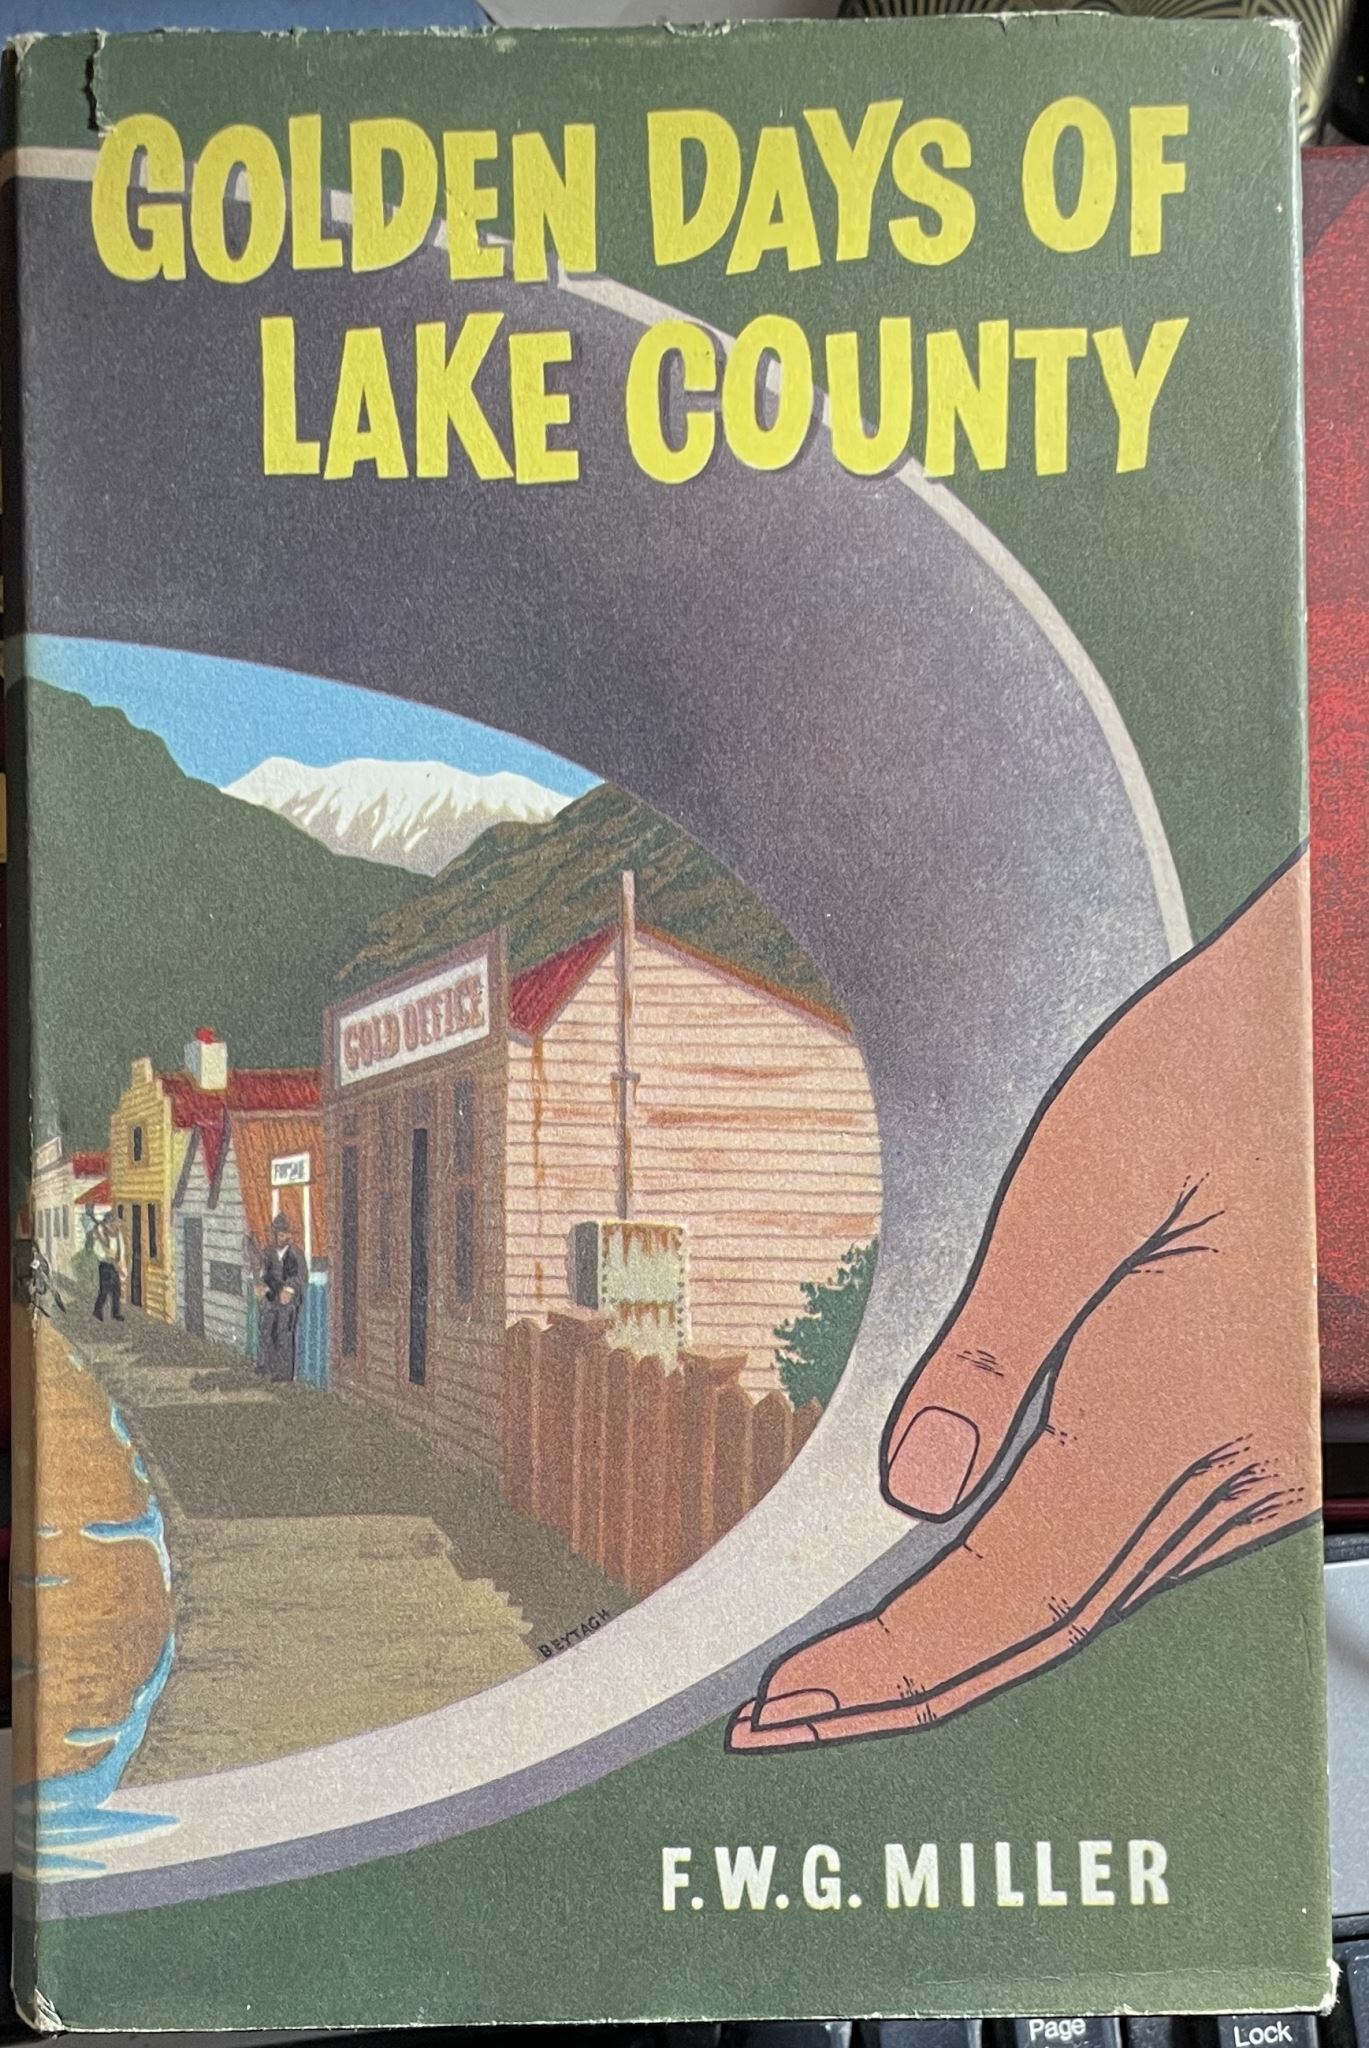 GOLDEN DAYS OF
LAKE COUNTY
GOLD OFFICE
BEYTAGH
F.W.G. MILLER
Page
Lock